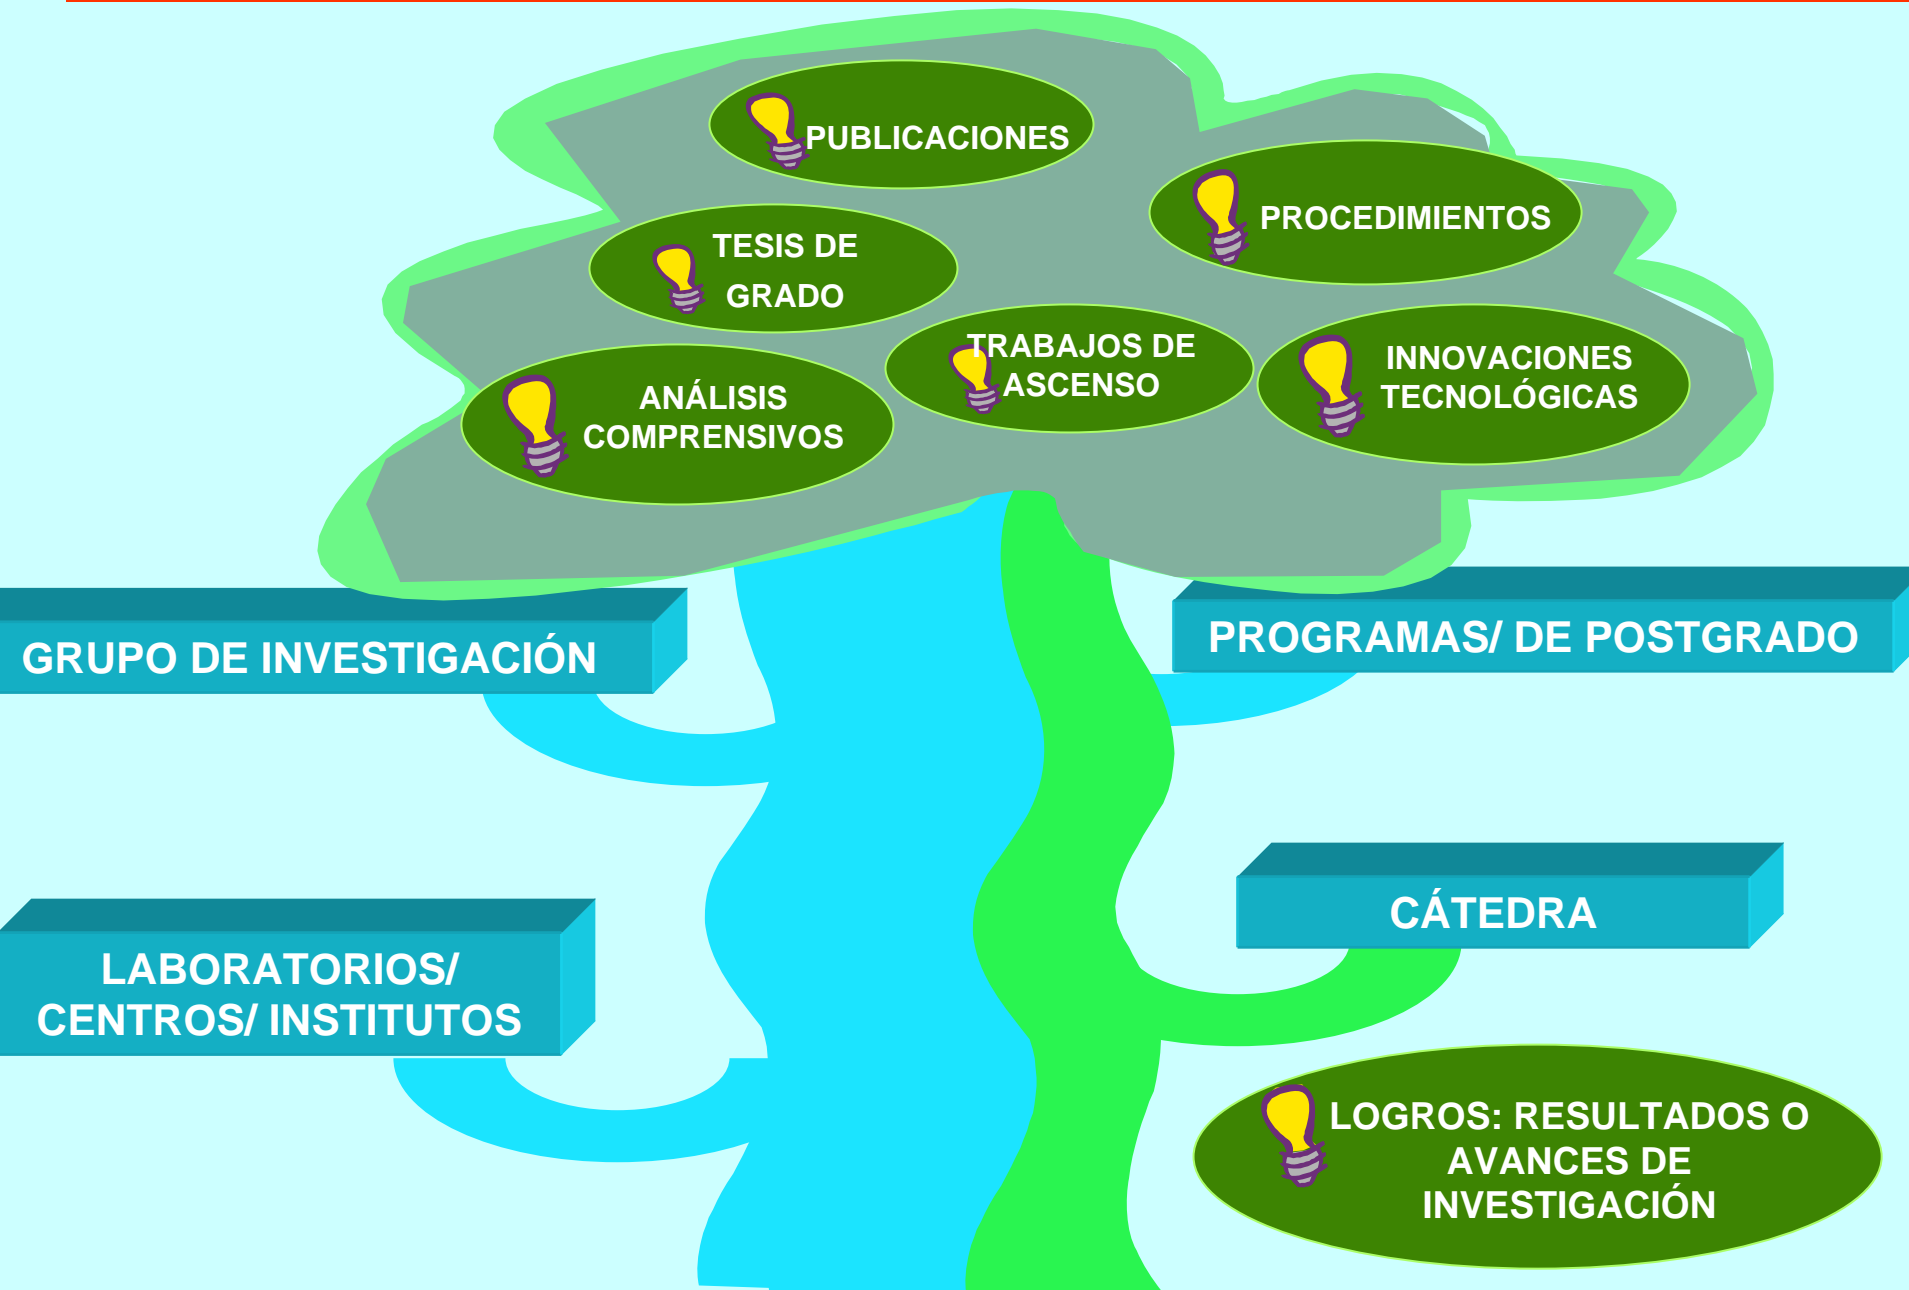 PUBLICACIONES
PROCEDIMIENTOS
TESIS DE
GRADO
TRABAJOS DE
ASCENSO
INNOVACIONES
TECNOLÓGICAS
ANÁLISIS
COMPRENSIVOS
GRUPO DE INVESTIGACIÓN
PROGRAMAS/ DE POSTGRADO
CÁTEDRA
LABORATORIOS/
CENTROS/ INSTITUTOS
LOGROS: RESULTADOS O
AVANCES DE
INVESTIGACIÓN